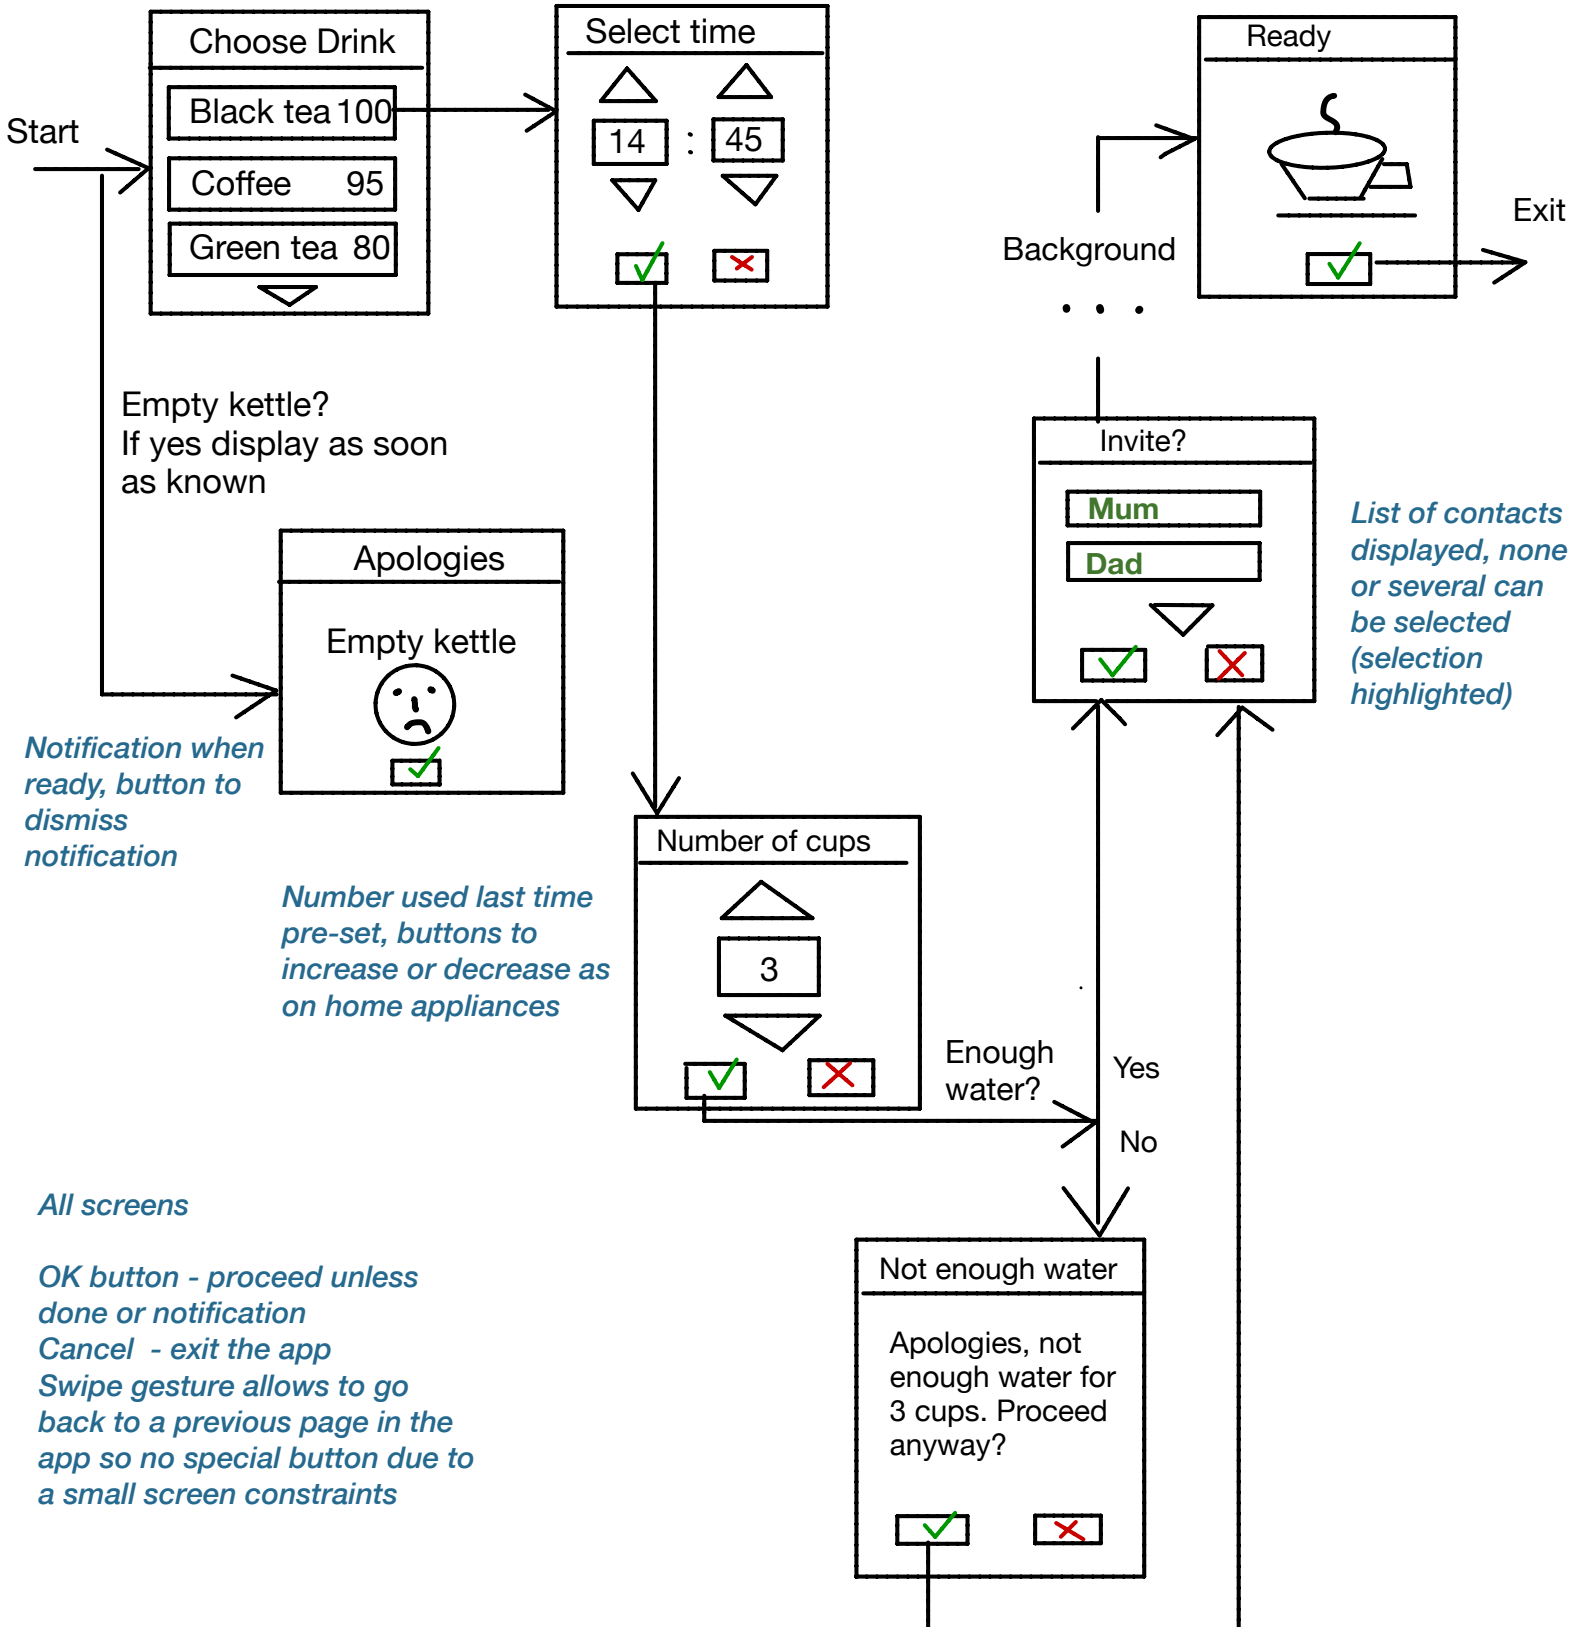 Start
Choose Drink
Black tea 100
Coffee 95
Green tea 80
Select time
14 : 45
Ready
Exit
Background
. . .
Empty kettle?
If yes display as soon
as known
Apologies
Empty kettle
Notification when
ready, button to
dismiss
notification
Invite?
Mum
Dad
List of contacts
displayed, none
or several can
be selected
(selection
highlighted)
Number used last time
pre-set, buttons to
increase or decrease as
on home appliances
Number of cups
3
Enough
water?
Yes
No
Not enough water
Apologies, not
enough water for
3 cups. Proceed
anyway?
All screens
OK button - proceed unless
done or notification
Cancel - exit the app
Swipe gesture allows to go
back to a previous page in the
app so no special button due to
a small screen constraints